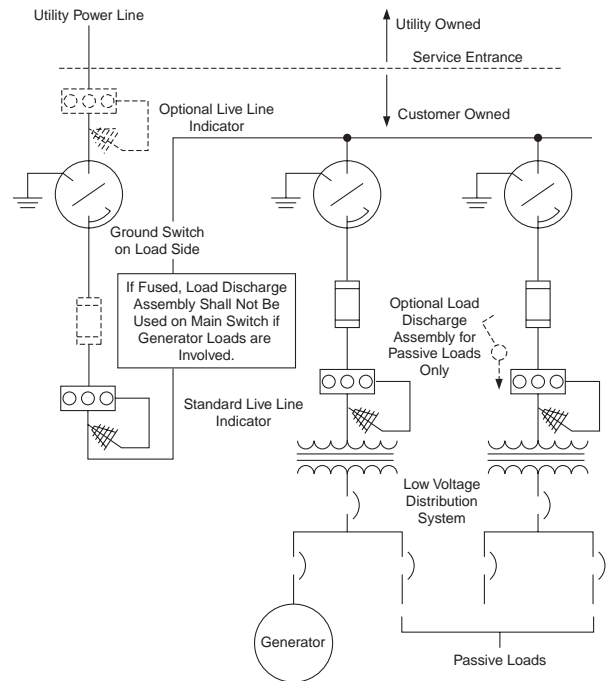 Utility Power Line
Utility Owned
Service Entrance
Optional Live Line
Indicator
Customer Owned
Ground Switch
on Load Side
If Fused, Load Discharge
Assembly Shall Not Be
Used on Main Switch if
Generator Loads are
Involved.
Optional Load
Discharge
Assembly for
Passive Loads
Only
Standard Live Line
Indicator
Low Voltage
Distribution
System
Generator
Passive Loads